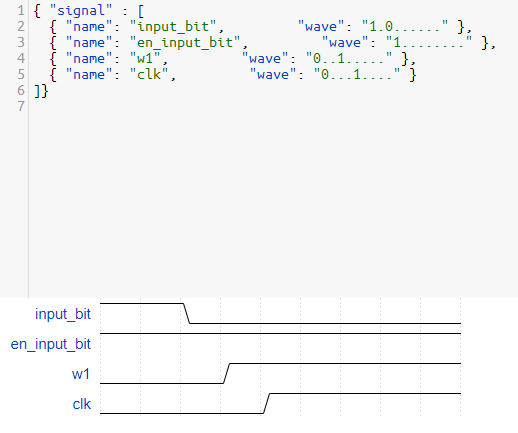 1 { "signal" : [
2 { "name": "input_bit", "wave": "1.0......" },
3 { "name": "en_input_bit", "wave": "1........" },
4 { "name": "w1", "wave": "0..1....." },
5 { "name": "clk", "wave": "0...1...." }
6 ]}
7
input_bit
en_input_bit
w1
clk